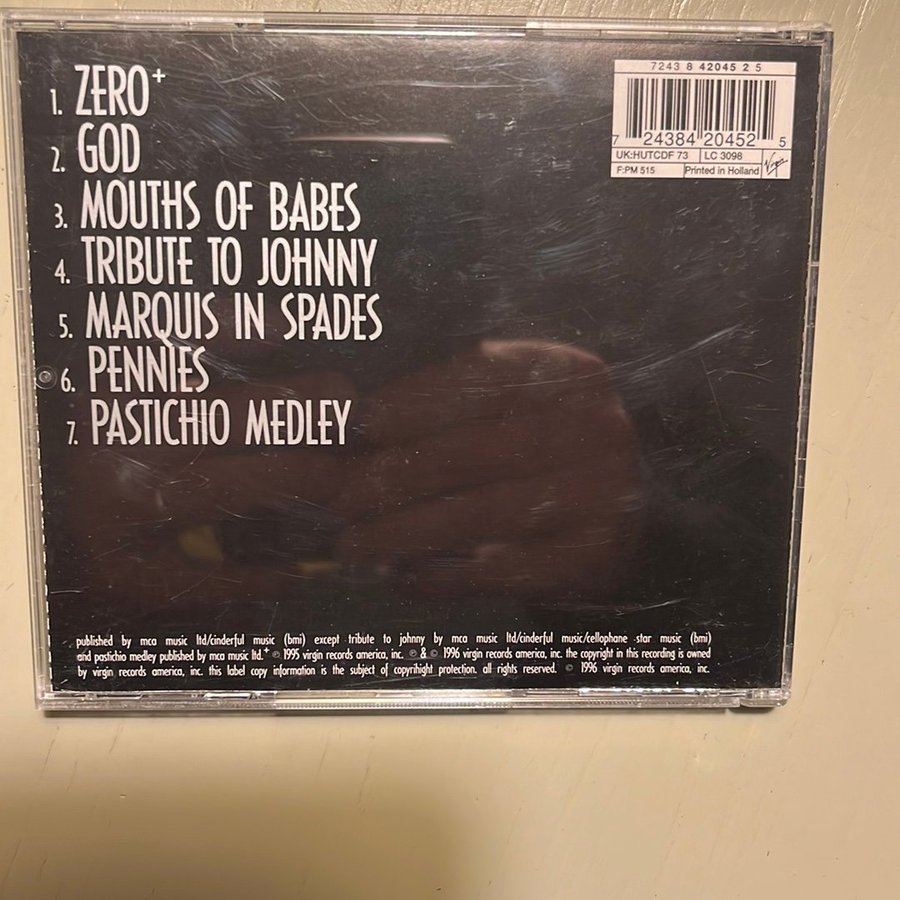 1. ZERO+
2. GOD
3. MOUTHS OF BABES
4. TRIBUTE TO JOHNNY
5. MARQUIS IN SPADES
6. PENNIES
7. PASTICHIO MEDLEY
7243 8 42045 2 5
7 24384 20452 5
UK:HUTCDF 73 LC 3098
F:PM 515 Printed in Holland Virgin
published by mca music ltd/cinderful music (bmi) except tribute to johnny by mca music ltd/cinderful music/cellophane star music (bmi)
and pastichio medley published by mca music ltd.+ ℗ 1995 virgin records america, inc. ℗ & © 1996 virgin records america, inc. the copyright in this recording is owned
by virgin records america, inc. this label copy information is the subject of copyrihight protection. all rights reserved. © 1996 virgin records america, inc.